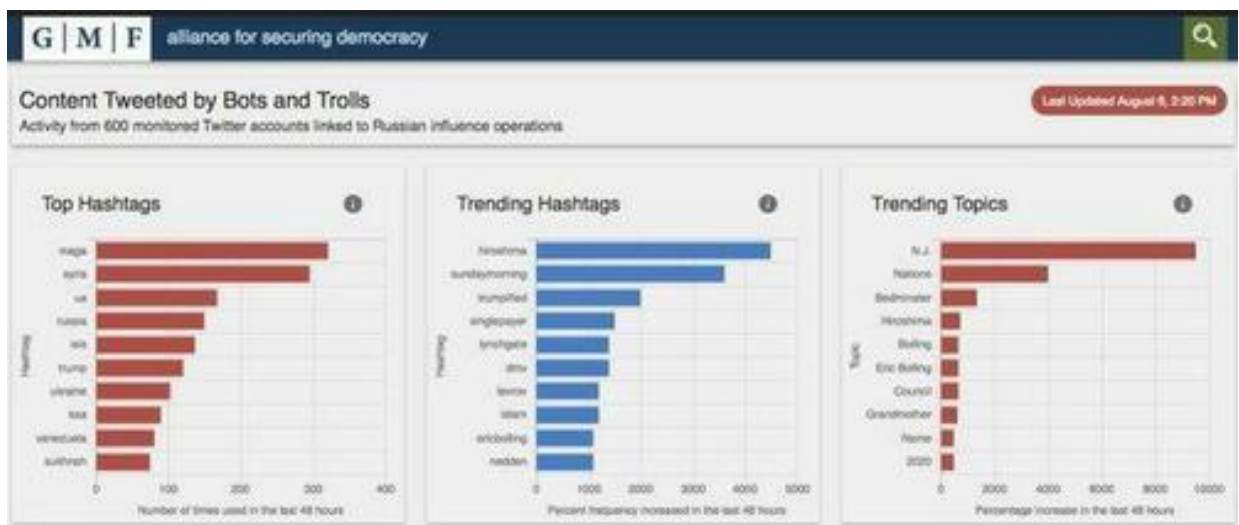 G | M | F alliance for securing democracy
Content Tweeted by Bots and Trolls
Last Updated August 6, 2:20 PM
Activity from 600 monitored Twitter accounts linked to Russian influence operations
Top Hashtags
maga
syria
russia
isis
trump
ukraine
venezuela
Hashtag
0 100 200 300 400
Number of times used in the last 48 hours
Trending Hashtags
hiroshima
sundaymorning
trumpified
singlepayer
lynchgate
lavrov
islam
ericbolling
Hashtag
0 1000 2000 3000 4000 5000
Percent frequency increased in the last 48 hours
Trending Topics
N.J.
Nations
Bedminster
Hiroshima
Bolling
Eric Bolling
Council
Grandmother
Name
2020
Topic
0 2000 4000 6000 8000 10000
Percentage increase in the last 48 hours